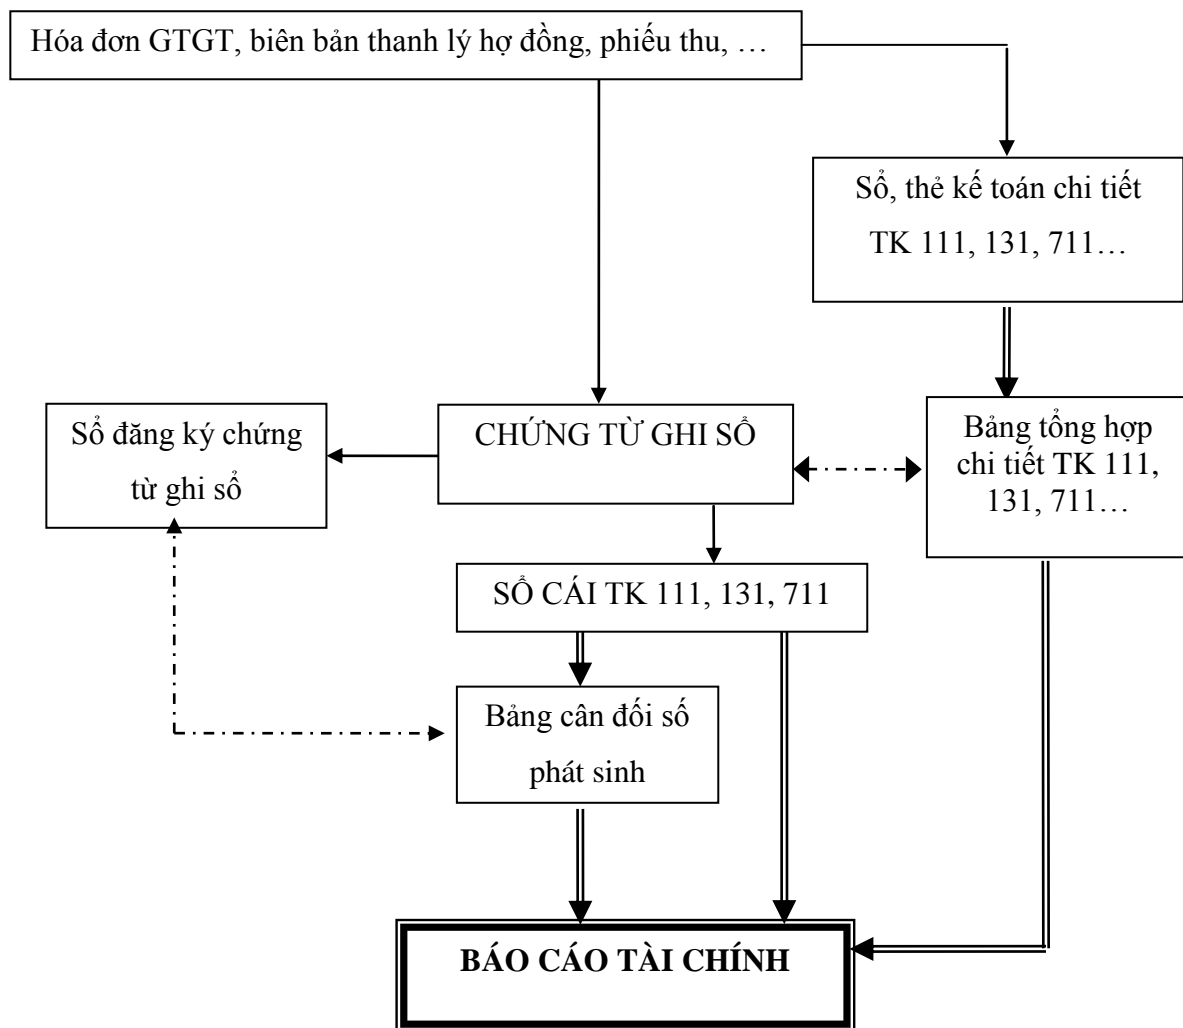 Hóa đơn GTGT, biên bản thanh lý hợ đồng, phiếu thu, …
Sổ, thẻ kế toán chi tiết
TK 111, 131, 711…
Sổ đăng ký chứng
từ ghi sổ
CHỨNG TỪ GHI SỔ
Bảng tổng hợp
chi tiết TK 111,
131, 711…
SỔ CÁI TK 111, 131, 711
Bảng cân đối số
phát sinh
BÁO CÁO TÀI CHÍNH